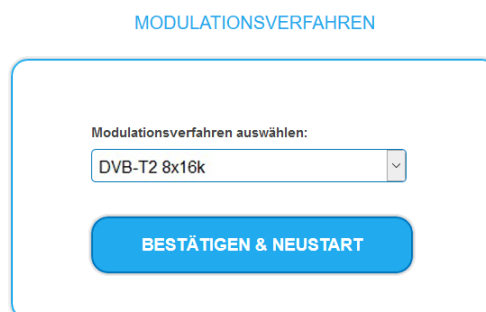 MODULATIONSVERFAHREN
Modulationsverfahren auswählen:
DVB-T2 8x16k
BESTÄTIGEN & NEUSTART